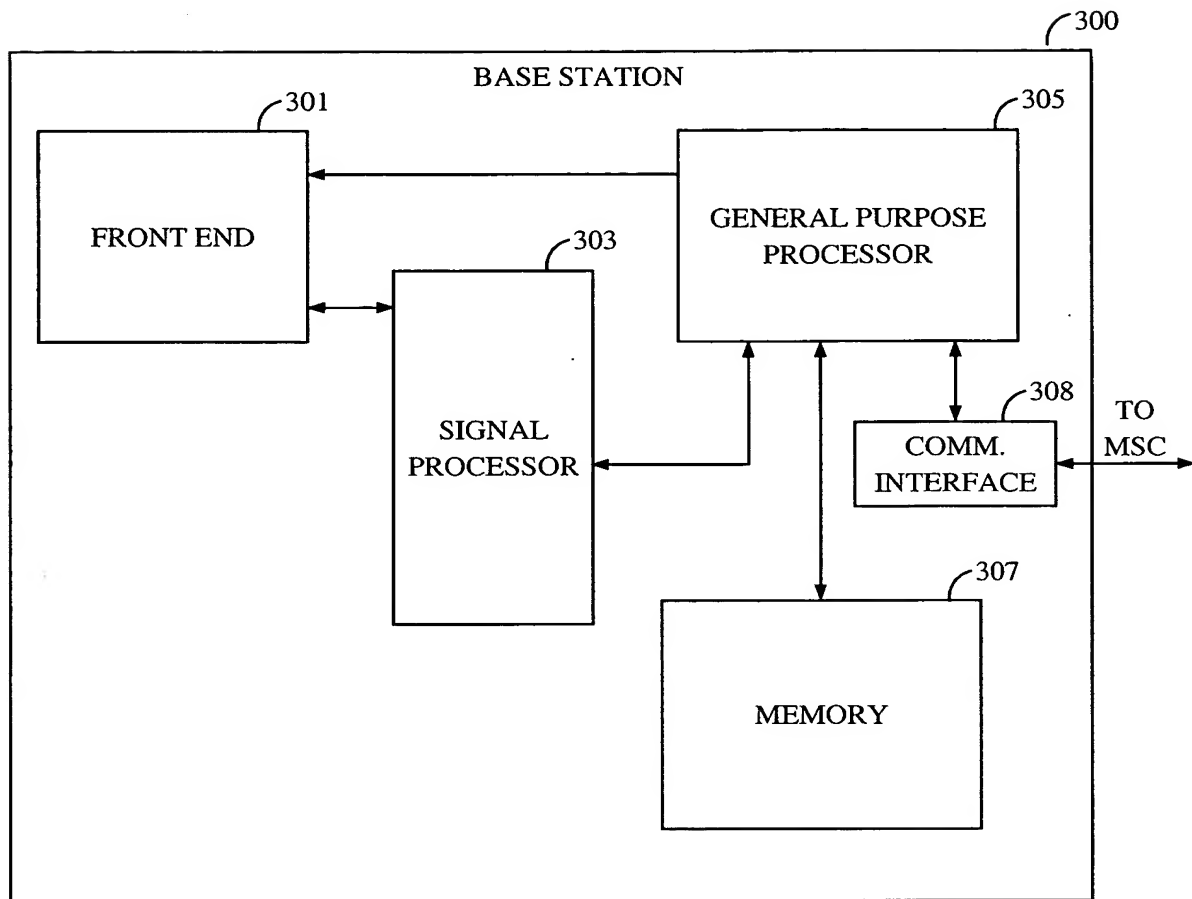 300
BASE STATION
301
305
FRONT END
GENERAL PURPOSE
PROCESSOR
303
SIGNAL
PROCESSOR
308
COMM.
INTERFACE
TO
MSC
307
MEMORY